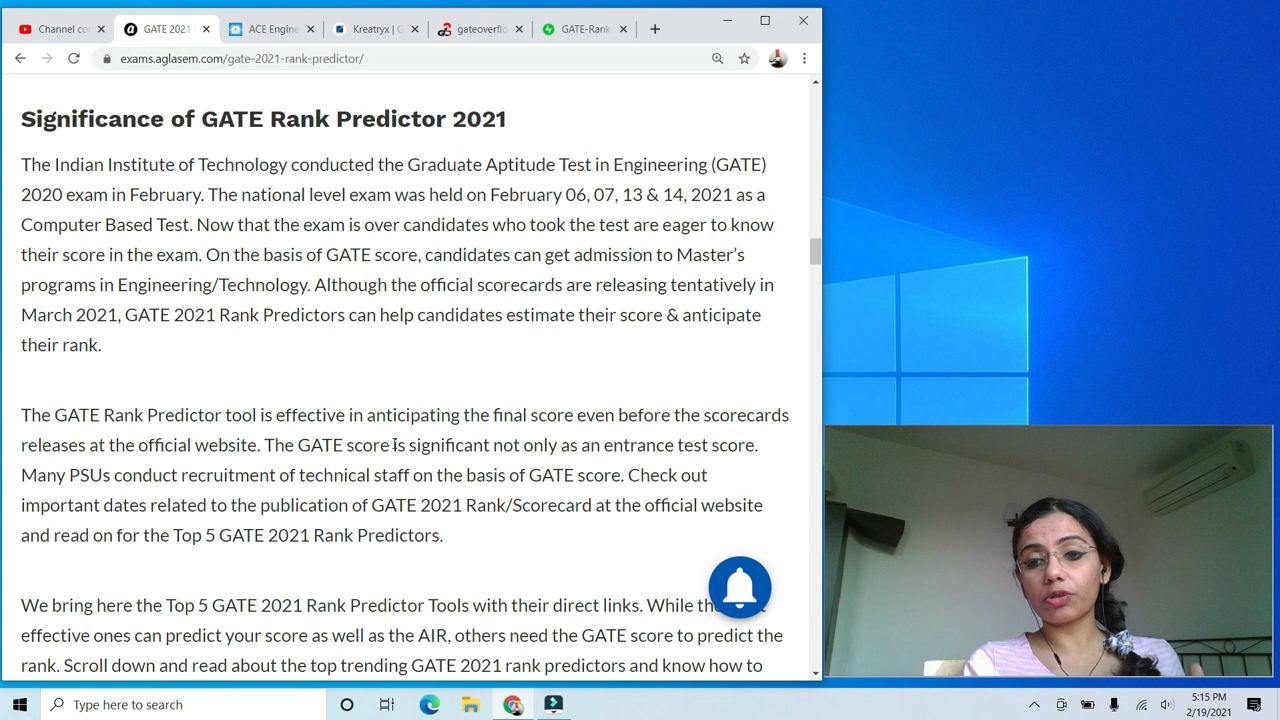 Channel co
GATE 2021
ACE Engine
Kreatryx | G
gateoverflo
GATE-Rank
exams.aglasem.com/gate-2021-rank-predictor/
Significance of GATE Rank Predictor 2021
The Indian Institute of Technology conducted the Graduate Aptitude Test in Engineering (GATE)
2020 exam in February. The national level exam was held on February 06, 07, 13 & 14, 2021 as a
Computer Based Test. Now that the exam is over candidates who took the test are eager to know
their score in the exam. On the basis of GATE score, candidates can get admission to Master's
programs in Engineering/Technology. Although the official scorecards are releasing tentatively in
March 2021, GATE 2021 Rank Predictors can help candidates estimate their score & anticipate
their rank.
The GATE Rank Predictor tool is effective in anticipating the final score even before the scorecards
releases at the official website. The GATE score is significant not only as an entrance test score.
Many PSUs conduct recruitment of technical staff on the basis of GATE score. Check out
important dates related to the publication of GATE 2021 Rank/Scorecard at the official website
and read on for the Top 5 GATE 2021 Rank Predictors.
We bring here the Top 5 GATE 2021 Rank Predictor Tools with their direct links. While
effective ones can predict your score as well as the AIR, others need the GATE score to predict the
rank. Scroll down and read about the top trending GATE 2021 rank predictors and know how to
Type here to search
5:15 PM
2/19/2021